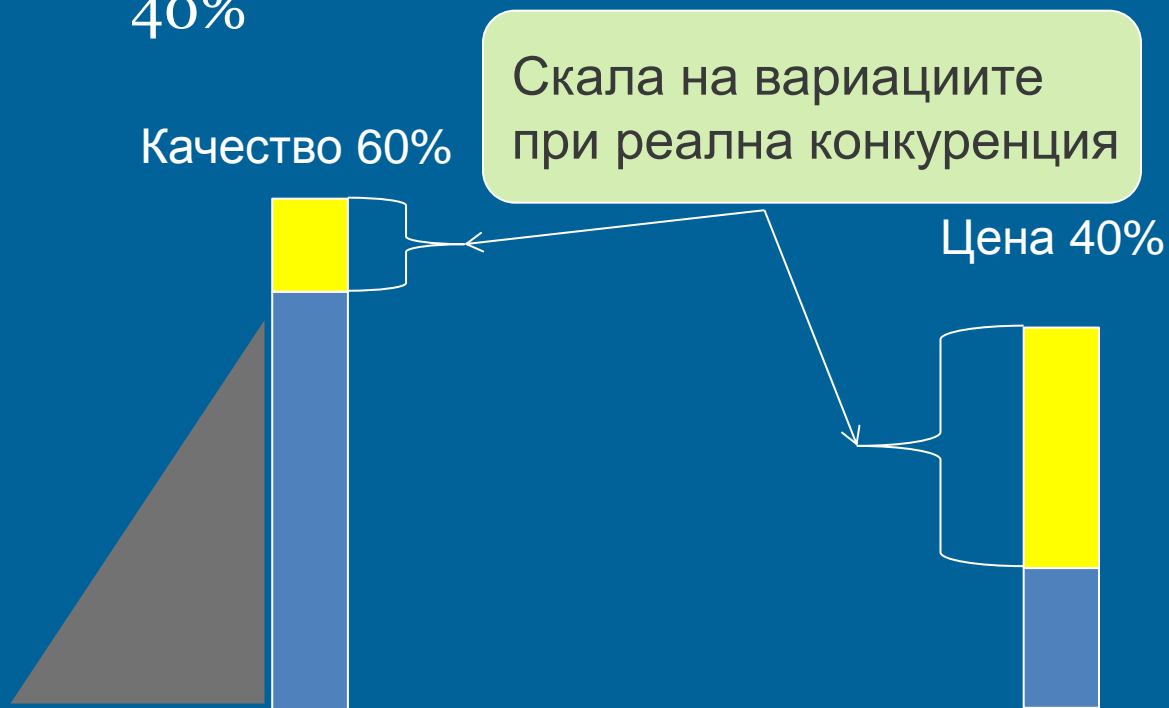 40%
Скала на вариациите
при реална конкуренция
Качество 60%
Цена 40%